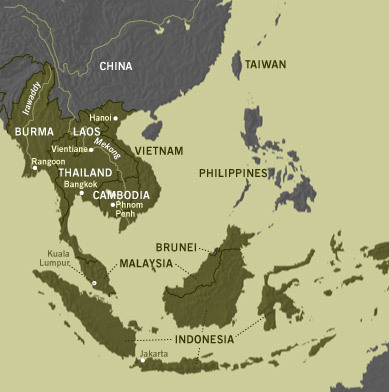 CHINA
TAIWAN
Irrawaddy
Hanoi
BURMA
LAOS
Vientiane
Mekong
VIETNAM
Rangoon
THAILAND
PHILIPPINES
Bangkok
CAMBODIA
Phnom
Penh
BRUNEI
Kuala
Lumpur
MALAYSIA
INDONESIA
Jakarta